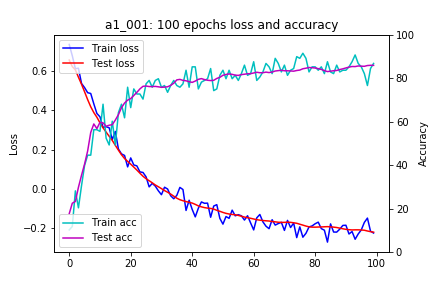 a1_001: 100 epochs loss and accuracy
Train loss
Test loss
Train acc
Test acc
Loss
0.6
0.4
0.2
0.0
−0.2
Accuracy
100
80
60
40
20
0
0
20
40
60
80
100